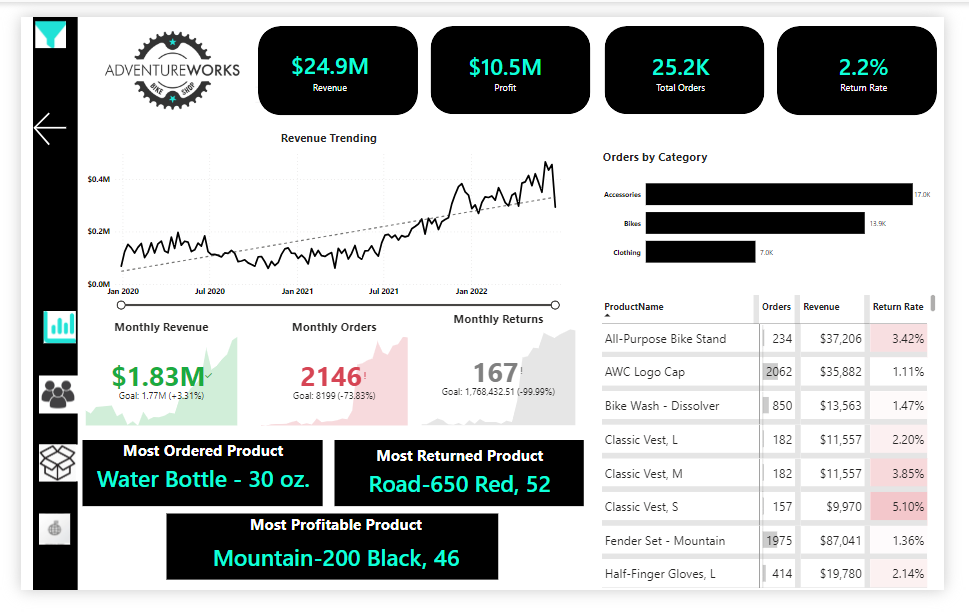 ADVENTUREWORKS
BIKE SHOP
$24.9M
Revenue
$10.5M
Profit
25.2K
Total Orders
2.2%
Return Rate
Revenue Trending
$0.4M
$0.2M
$0.0M
Jan 2020 Jul 2020 Jan 2021 Jul 2021 Jan 2022
Orders by Category
Accessories 17.0K
Bikes 13.9K
Clothing 7.0K
Monthly Revenue
$1.83M✓
Goal: 1.77M (+3.31%)
Monthly Orders
2146!
Goal: 8199 (-73.83%)
Monthly Returns
167!
Goal: 1,768,432.51 (-99.99%)
Most Ordered Product
Water Bottle - 30 oz.
Most Returned Product
Road-650 Red, 52
Most Profitable Product
Mountain-200 Black, 46
ProductName Orders Revenue Return Rate
All-Purpose Bike Stand 234 $37,206 3.42%
AWC Logo Cap 2062 $35,882 1.11%
Bike Wash - Dissolver 850 $13,563 1.47%
Classic Vest, L 182 $11,557 2.20%
Classic Vest, M 182 $11,557 3.85%
Classic Vest, S 157 $9,970 5.10%
Fender Set - Mountain 1975 $87,041 1.36%
Half-Finger Gloves, L 414 $19,780 2.14%